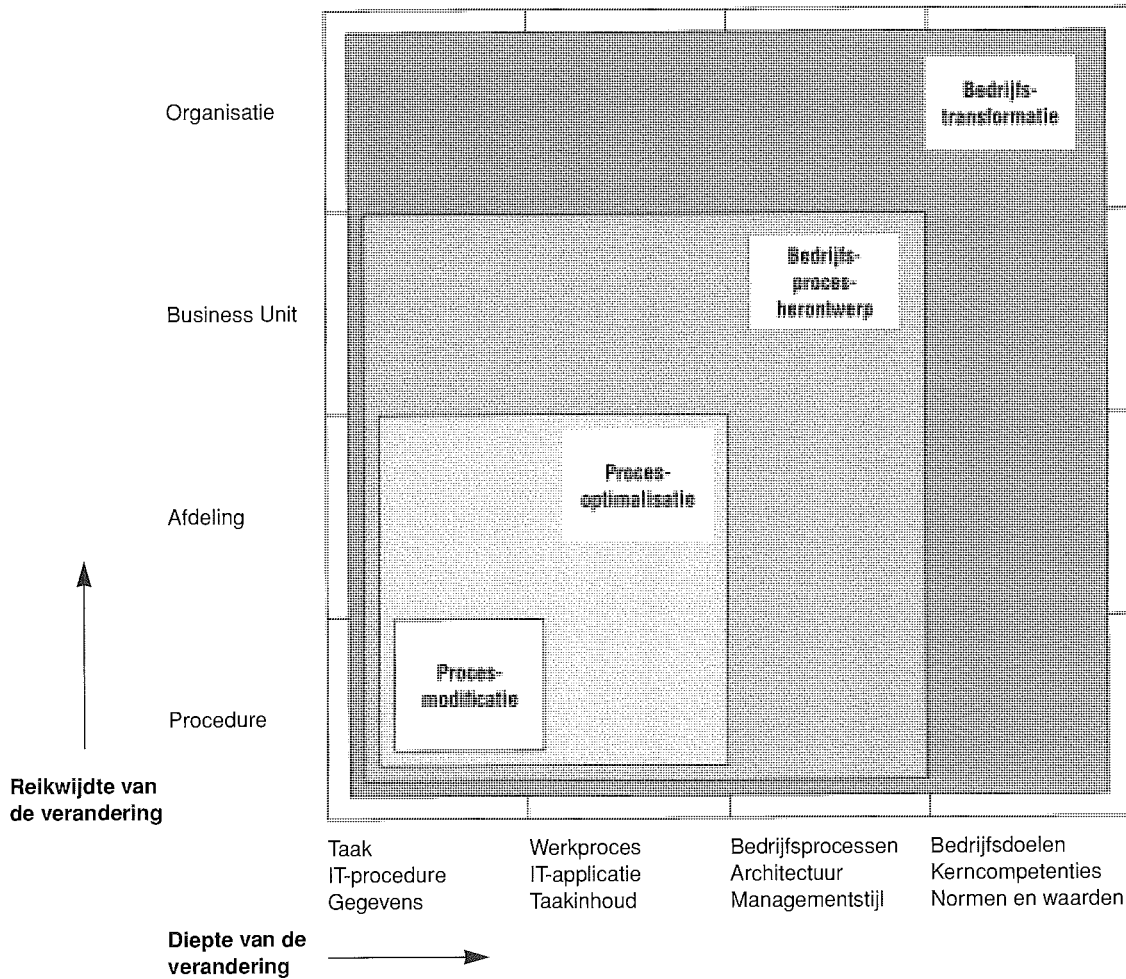 Organisatie
Bedrijfs-
transformatie
Business Unit
Bedrijfs-
proces-
herontwerp
Afdeling
Proces-
optimalisatie
Procedure
Proces-
modificatie
Reikwijdte van
de verandering
Taak
IT-procedure
Gegevens
Werkproces
IT-applicatie
Taakinhoud
Bedrijfsprocessen
Architectuur
Managementstijl
Bedrijfsdoelen
Kerncompetenties
Normen en waarden
Diepte van de
verandering